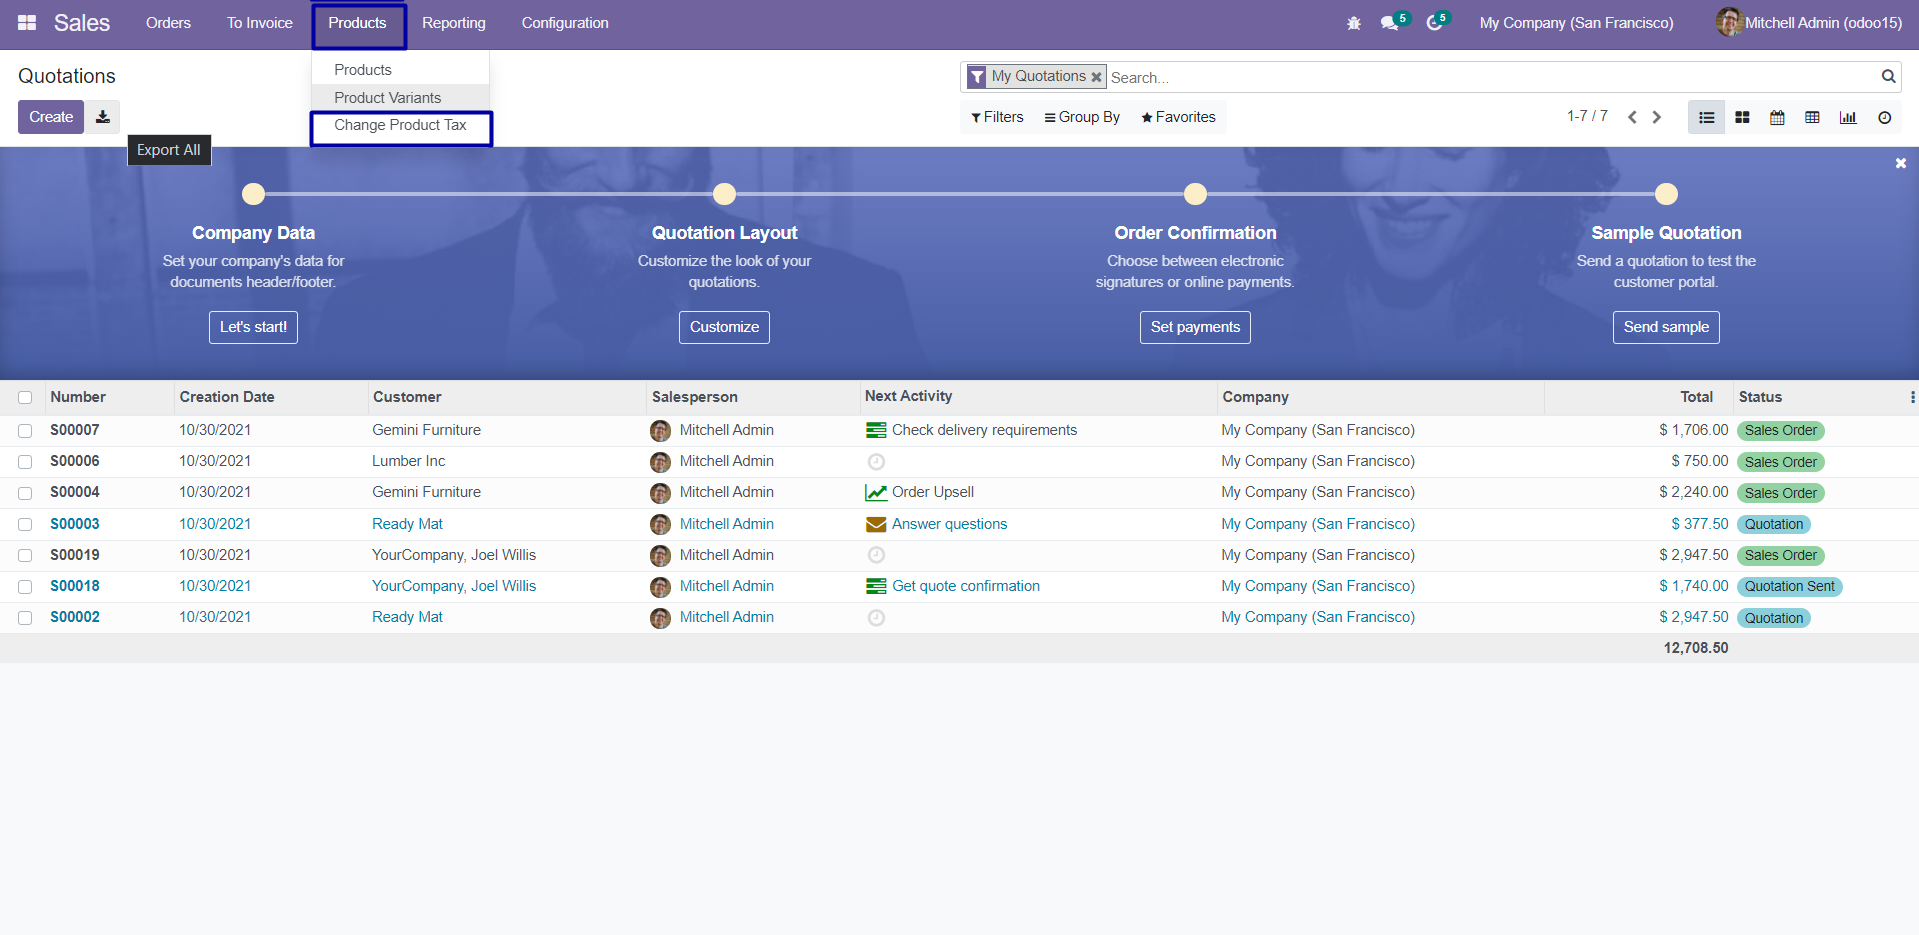 Sales Orders To Invoice Products Reporting Configuration 5 5 My Company (San Francisco) Mitchell Admin (odoo15)
Products
Product Variants
Change Product Tax
Quotations
My Quotations Search...
Create
Export All
Filters Group By Favorites 1-7 / 7
Company Data
Set your company's data for
documents header/footer.
Let's start!
Quotation Layout
Customize the look of your
quotations.
Customize
Order Confirmation
Choose between electronic
signatures or online payments.
Set payments
Sample Quotation
Send a quotation to test the
customer portal.
Send sample
Number Creation Date Customer Salesperson Next Activity Company Total Status
S00007 10/30/2021 Gemini Furniture Mitchell Admin Check delivery requirements My Company (San Francisco) $ 1,706.00 Sales Order
S00006 10/30/2021 Lumber Inc Mitchell Admin My Company (San Francisco) $ 750.00 Sales Order
S00004 10/30/2021 Gemini Furniture Mitchell Admin Order Upsell My Company (San Francisco) $ 2,240.00 Sales Order
S00003 10/30/2021 Ready Mat Mitchell Admin Answer questions My Company (San Francisco) $ 377.50 Quotation
S00019 10/30/2021 YourCompany, Joel Willis Mitchell Admin My Company (San Francisco) $ 2,947.50 Sales Order
S00018 10/30/2021 YourCompany, Joel Willis Mitchell Admin Get quote confirmation My Company (San Francisco) $ 1,740.00 Quotation Sent
S00002 10/30/2021 Ready Mat Mitchell Admin My Company (San Francisco) $ 2,947.50 Quotation
12,708.50